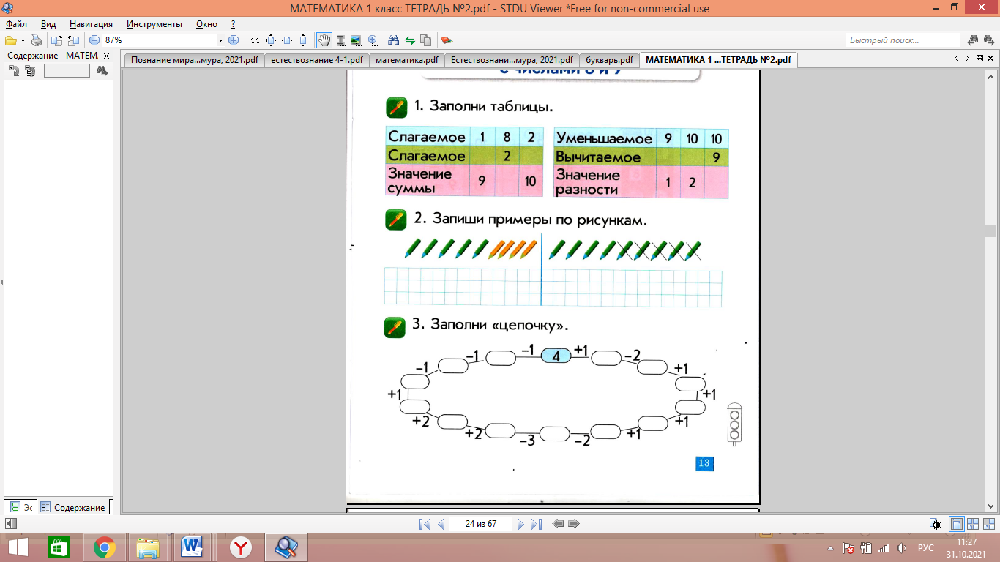 МАТЕМАТИКА 1 класс ТЕТРАДЬ №2.pdf - STDU Viewer *Free for non-commercial use
Файл Вид Навигация Инструменты Окно ?
87% 1:1 Быстрый поиск...
Содержание - МАТЕМ. x
Познание мира...мура, 2021.pdf естествознание 4-1.pdf математика.pdf Естествознани...мура, 2021.pdf букварь.pdf МАТЕМАТИКА 1 ...ТЕТРАДЬ №2.pdf
с числами 8 и 9
1. Заполни таблицы.
Слагаемое 1 8 2
Слагаемое 2
Значение суммы 9 10
Уменьшаемое 9 10 10
Вычитаемое 9
Значение разности 1 2
2. Запиши примеры по рисункам.
3. Заполни «цепочку».
-1 -1 -1 4 +1 -2 +1
+1 +1
+2 +2 -3 -2 +1 +1
13
Эс Содержание
24 из 67
РУС
11:27
31.10.2021